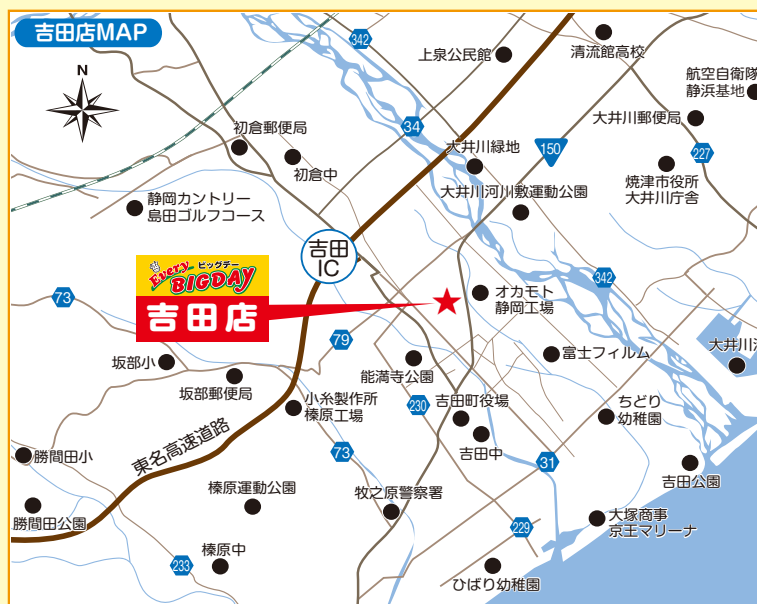 吉田店MAP
N
342
上泉公民館
清流館高校
航空自衛隊
静浜基地
34
大井川郵便局
初倉郵便局
初倉中
大井川緑地
150
227
焼津市役所
大井川庁舎
大井川河川敷運動公園
静岡カントリー
島田ゴルフコース
吉田
IC
Every
ビッグデー
BIGDAY
吉田店
73
オカモト
静岡工場
342
79
大井川港
坂部小
坂部郵便局
能満寺公園
富士フィルム
小糸製作所
榛原工場
230
吉田町役場
ちどり
幼稚園
東名高速道路
吉田中
勝間田小
73
31
吉田公園
榛原運動公園
牧之原警察署
勝間田公園
大塚商事
京王マリーナ
229
233
榛原中
ひばり幼稚園